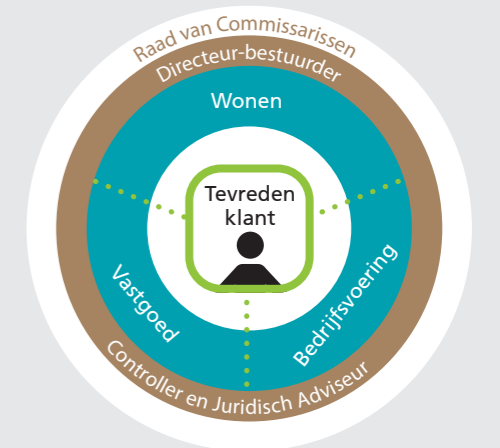 Raad van Commissarissen
Directeur-bestuurder
Wonen
Tevreden
klant
Vastgoed
Bedrijfsvoering
Controller en Juridisch Adviseur